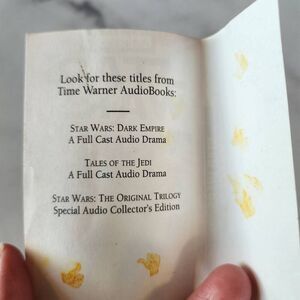 Look for these titles from
Time Warner AudioBooks:
STAR WARS: DARK EMPIRE
A Full Cast Audio Drama
TALES OF THE JEDI
A Full Cast Audio Drama
STAR WARS: THE ORIGINAL TRILOGY
Special Audio Collector's Edition